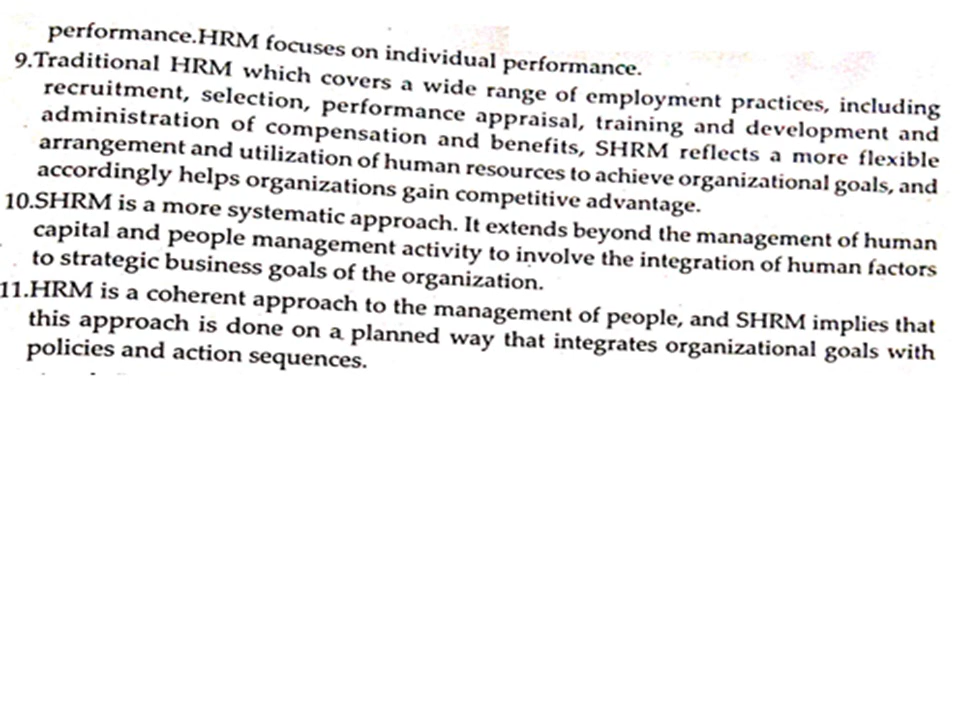 performance.HRM focuses on individual performance.
9.Traditional HRM which covers a wide range of employment practices, including
recruitment, selection, performance appraisal, training and development and
administration of compensation and benefits, SHRM reflects a more flexible
arrangement and utilization of human resources to achieve organizational goals, and
accordingly helps organizations gain competitive advantage.
10.SHRM is a more systematic approach. It extends beyond the management of human
capital and people management activity to involve the integration of human factors
to strategic business goals of the organization.
11.HRM is a coherent approach to the management of people, and SHRM implies that
this approach is done on a planned way that integrates organizational goals with
policies and action sequences.